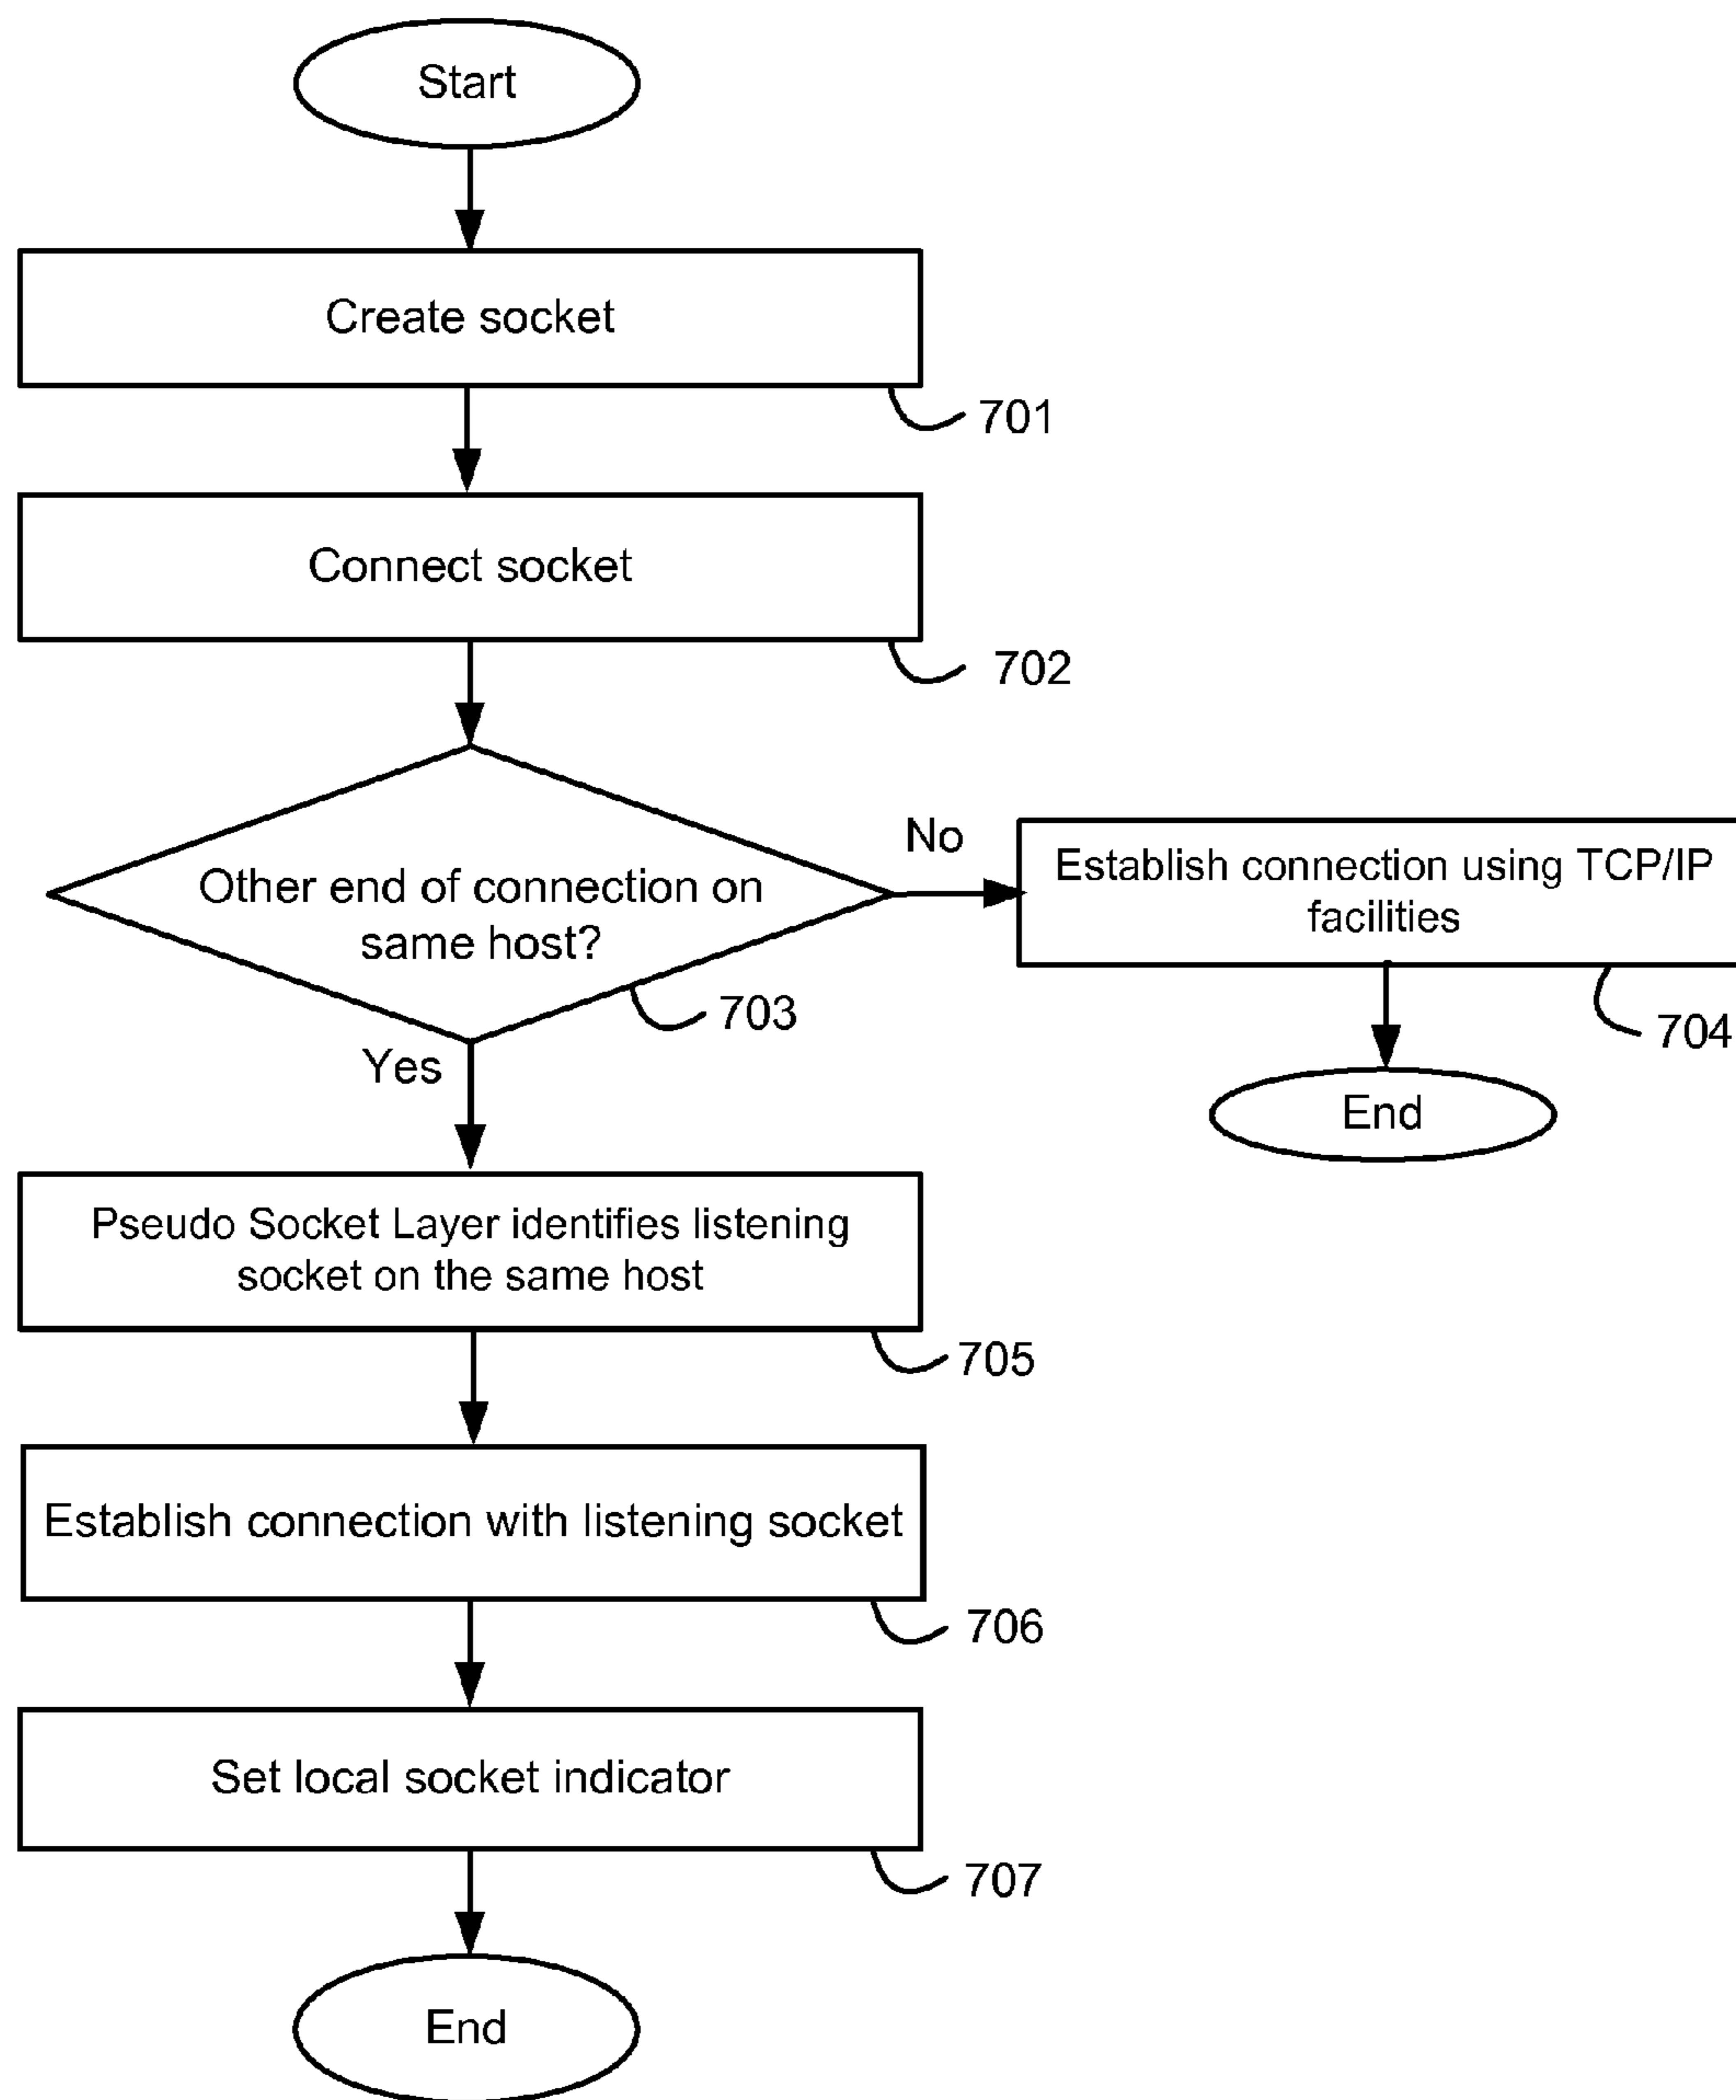 Start
Create socket
701
Connect socket
702
Other end of connection on
same host?
703
No
Establish connection using TCP/IP
facilities
704
End
Yes
Pseudo Socket Layer identifies listening
socket on the same host
705
Establish connection with listening socket
706
Set local socket indicator
707
End